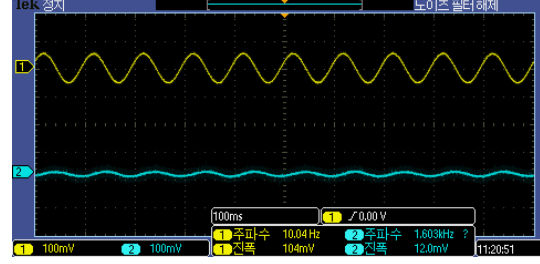 Tek 정지 노이즈 필터 해제
1
2
100ms 1 0.00 V
1 주파수 10.04 Hz 2 주파수 1.603kHz ?
1 진폭 104mV 2 진폭 12.0mV
1 100mV 2 100mV 11:20:51